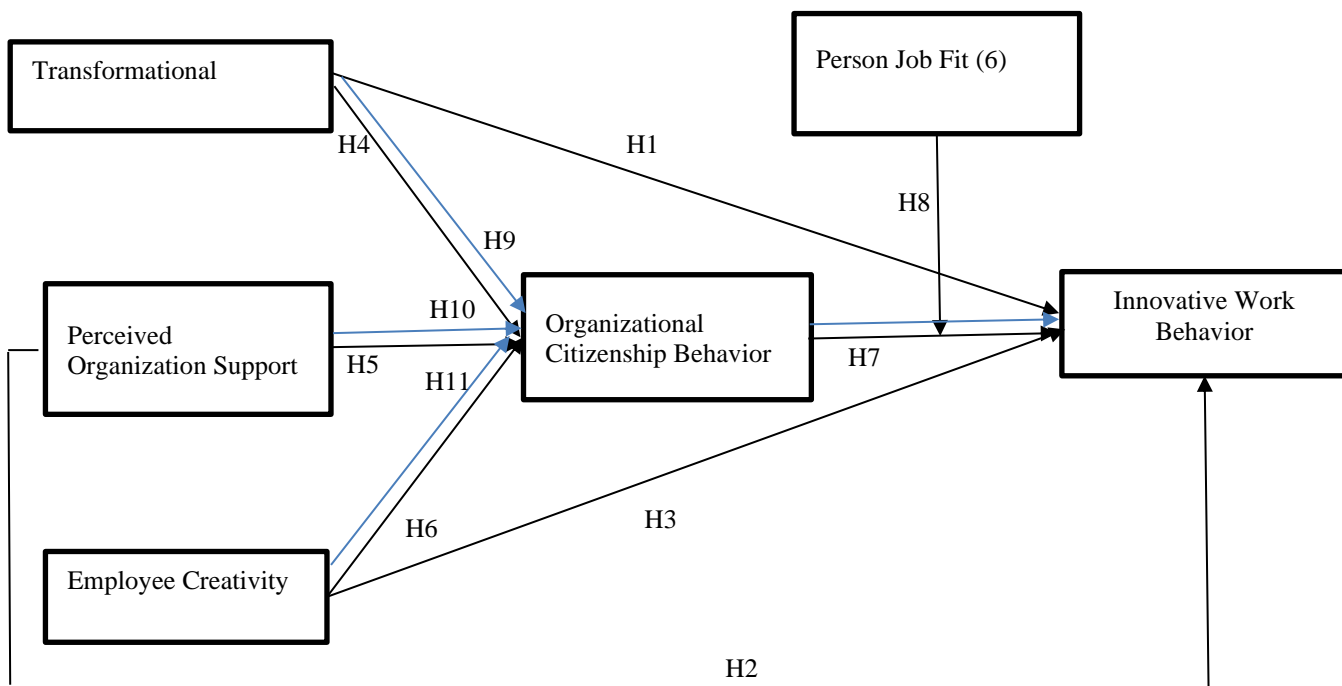 Transformational
Person Job Fit (6)
H4
H1
H8
H9
Perceived
Organization Support
H10
H5
H11
Organizational
Citizenship Behavior
H7
Innovative Work
Behavior
H6
H3
Employee Creativity
H2